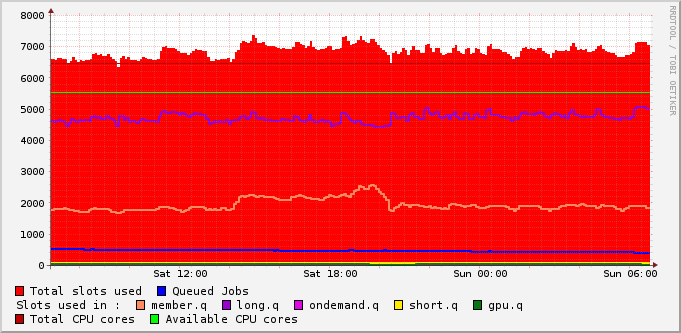 8000
7000
6000
5000
4000
3000
2000
1000
0
Sat 12:00 Sat 18:00 Sun 00:00 Sun 06:00
Total slots used Queued Jobs
Slots used in : member.q long.q ondemand.q short.q gpu.q
Total CPU cores Available CPU cores
RRDTOOL / TOBI OETIKER